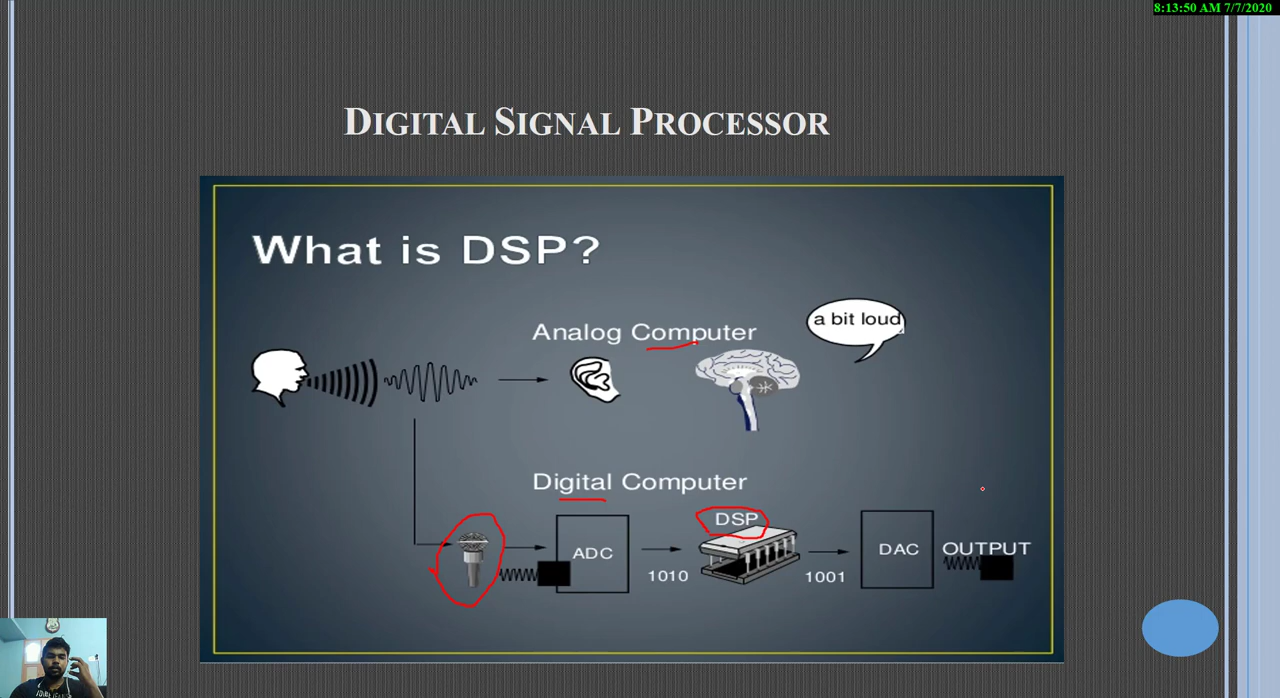 8:13:50 AM 7/7/2020
DIGITAL SIGNAL PROCESSOR
What is DSP?
Analog Computer
a bit loud
Digital Computer
DSP
ADC
DAC
OUTPUT
1010
1001